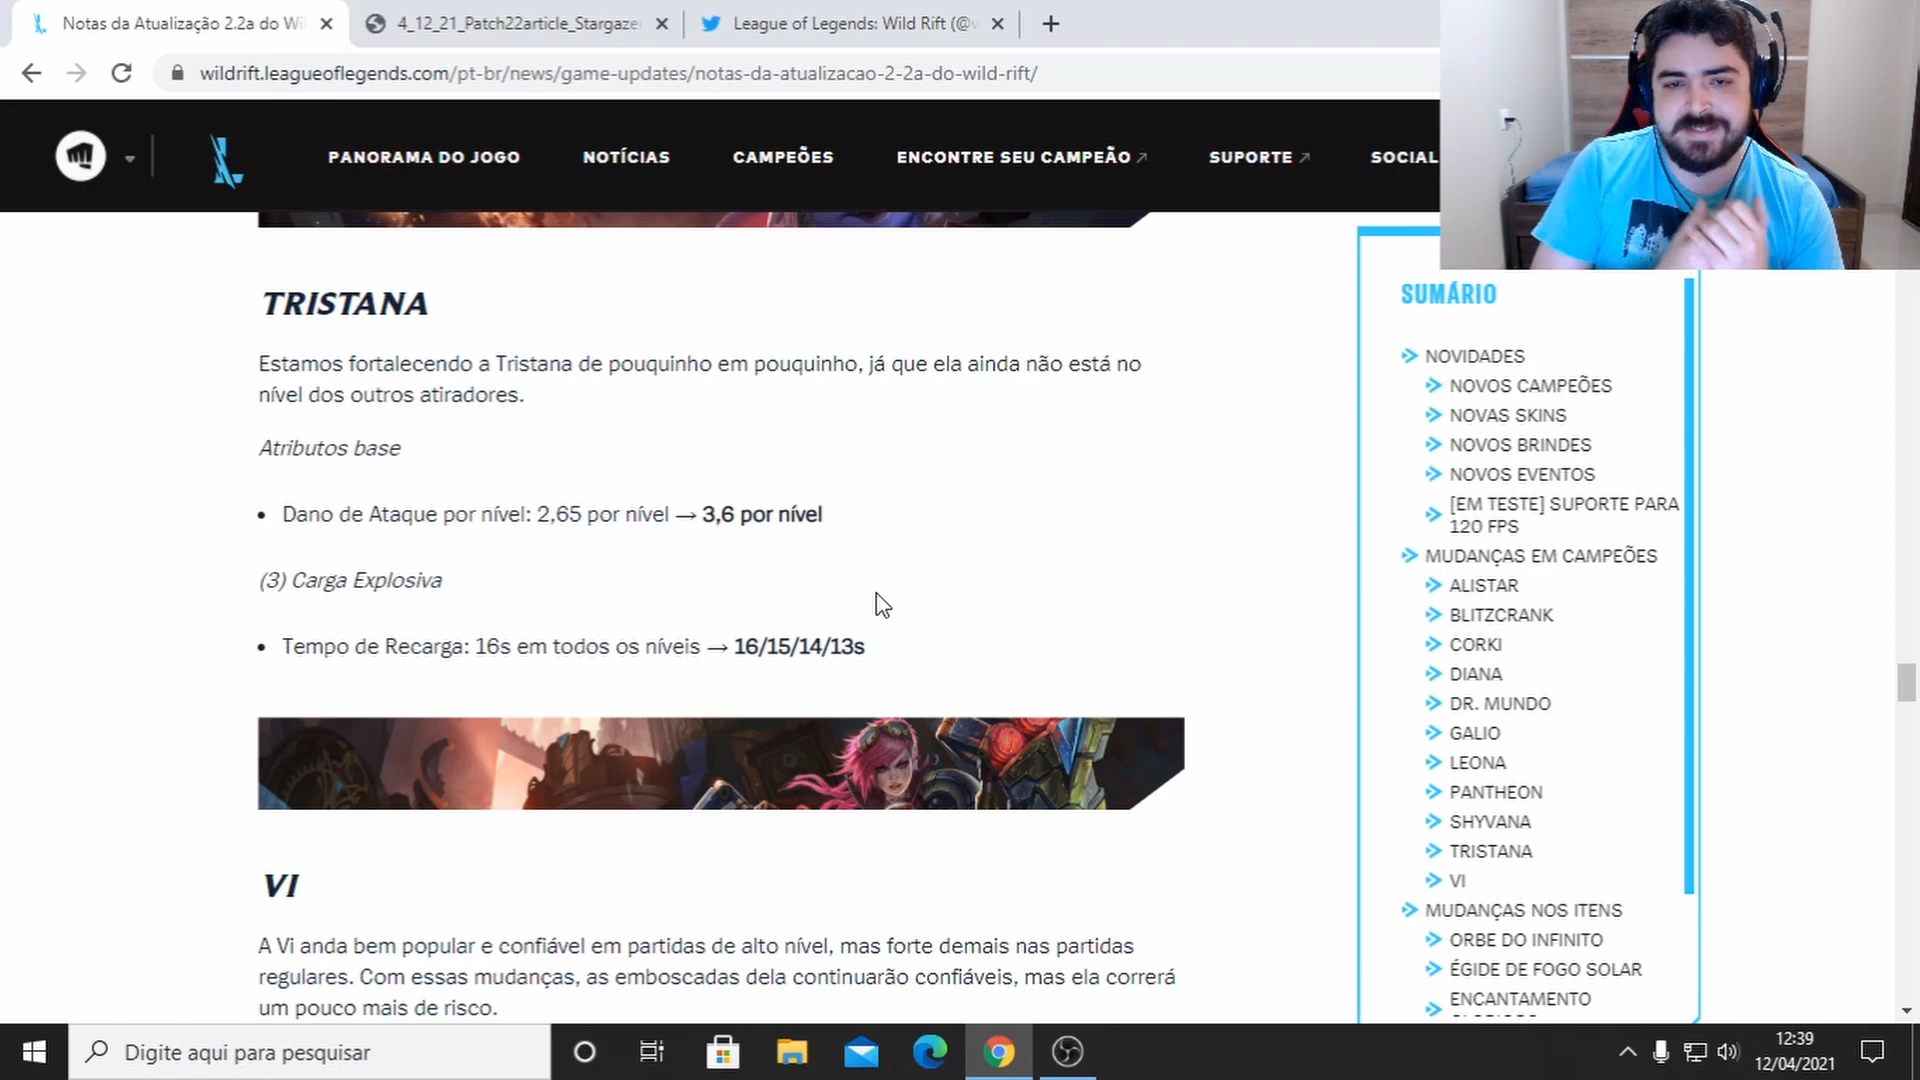 Notas da Atualização 2.2a do Wi
4_12_21_Patch22article_Stargaze
League of Legends: Wild Rift (@w
wildrift.leagueoflegends.com/pt-br/news/game-updates/notas-da-atualizacao-2-2a-do-wild-rift/
PANORAMA DO JOGO
NOTÍCIAS
CAMPEÕES
ENCONTRE SEU CAMPEÃO
SUPORTE
SOCIAL
TRISTANA
Estamos fortalecendo a Tristana de pouquinho em pouquinho, já que ela ainda não está no
nível dos outros atiradores.
Atributos base
• Dano de Ataque por nível: 2,65 por nível → 3,6 por nível
(3) Carga Explosiva
• Tempo de Recarga: 16s em todos os níveis → 16/15/14/13s
VI
A Vi anda bem popular e confiável em partidas de alto nível, mas forte demais nas partidas
regulares. Com essas mudanças, as emboscadas dela continuarão confiáveis, mas ela correrá
um pouco mais de risco.
SUMÁRIO
NOVIDADES
NOVOS CAMPEÕES
NOVAS SKINS
NOVOS BRINDES
NOVOS EVENTOS
[EM TESTE] SUPORTE PARA
120 FPS
MUDANÇAS EM CAMPEÕES
ALISTAR
BLITZCRANK
CORKI
DIANA
DR. MUNDO
GALIO
LEONA
PANTHEON
SHYVANA
TRISTANA
VI
MUDANÇAS NOS ITENS
ORBE DO INFINITO
ÉGIDE DE FOGO SOLAR
ENCANTAMENTO
Digite aqui para pesquisar
12:39
12/04/2021